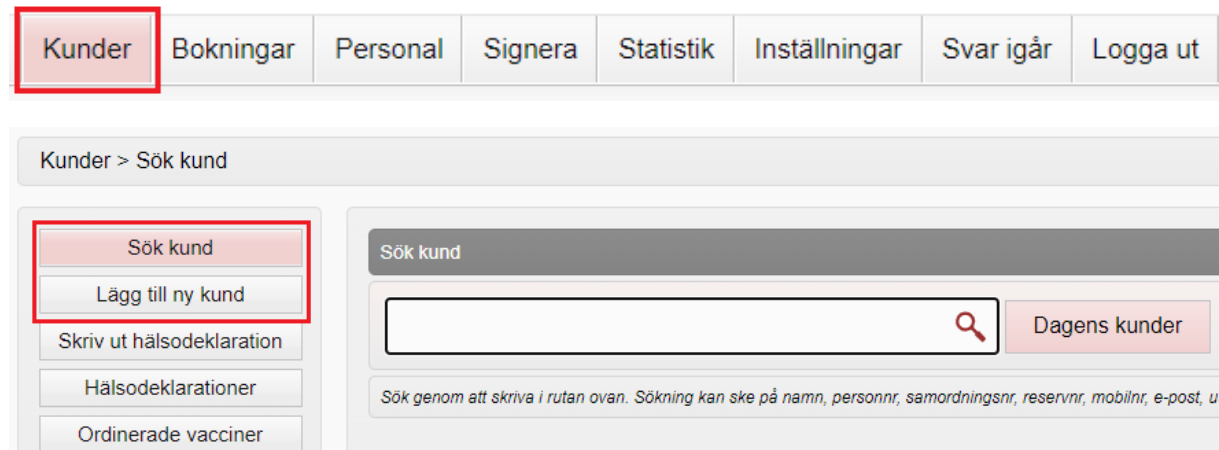 Kunder Bokningar Personal Signera Statistik Inställningar Svar igår Logga ut
Kunder > Sök kund
Sök kund
Lägg till ny kund
Skriv ut hälsodeklaration
Hälsodeklarationer
Ordinerade vacciner
Sök kund
Dagens kunder
Sök genom att skriva i rutan ovan. Sökning kan ske på namn, personnr, samordningsnr, reservnr, mobilnr, e-post, u